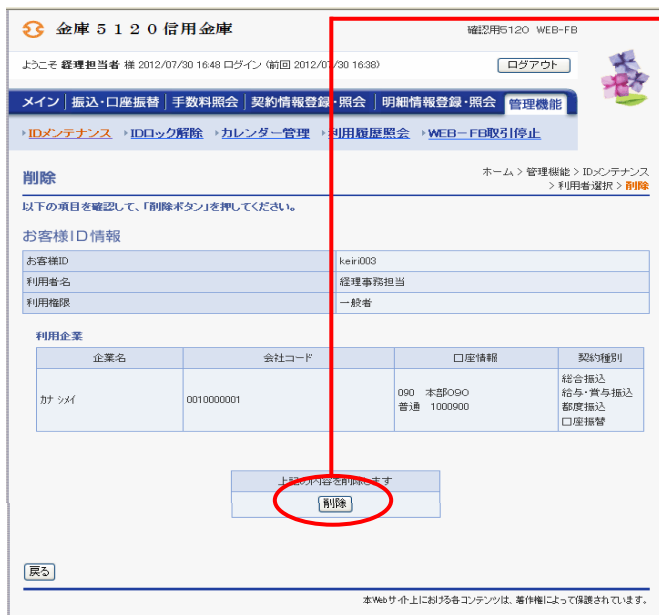 金庫５１２０信用金庫
確認用5120 WEB-FB
ようこそ 経理担当者 様 2012/07/30 16:48 ログイン (前回 2012/07/30 16:38)
ログアウト
メイン 振込・口座振替 手数料照会 契約情報登録・照会 明細情報登録・照会 管理機能
IDメンテナンス IDロック解除 カレンダー管理 利用履歴照会 WEB－FB取引停止
削除
ホーム > 管理機能 > IDメンテナンス
> 利用者選択 > 削除
以下の項目を確認して、「削除ボタン」を押してください。
お客様ID情報
お客様ID keiri003
利用者名 経理事務担当
利用権限 一般者
利用企業
企業名 会社コード 口座情報 契約種別
カナ シメイ 0010000001 090 本部090 普通 1000900
総合振込
給与・賞与振込
都度振込
口座振替
上記の内容を削除します
削除
戻る
本Webサイト上における各コンテンツは、著作権によって保護されています。